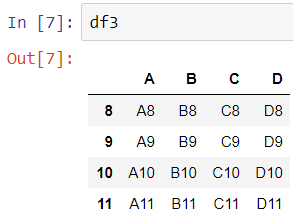 In [7]: df3
Out[7]:
A B C D
8 A8 B8 C8 D8
9 A9 B9 C9 D9
10 A10 B10 C10 D10
11 A11 B11 C11 D11